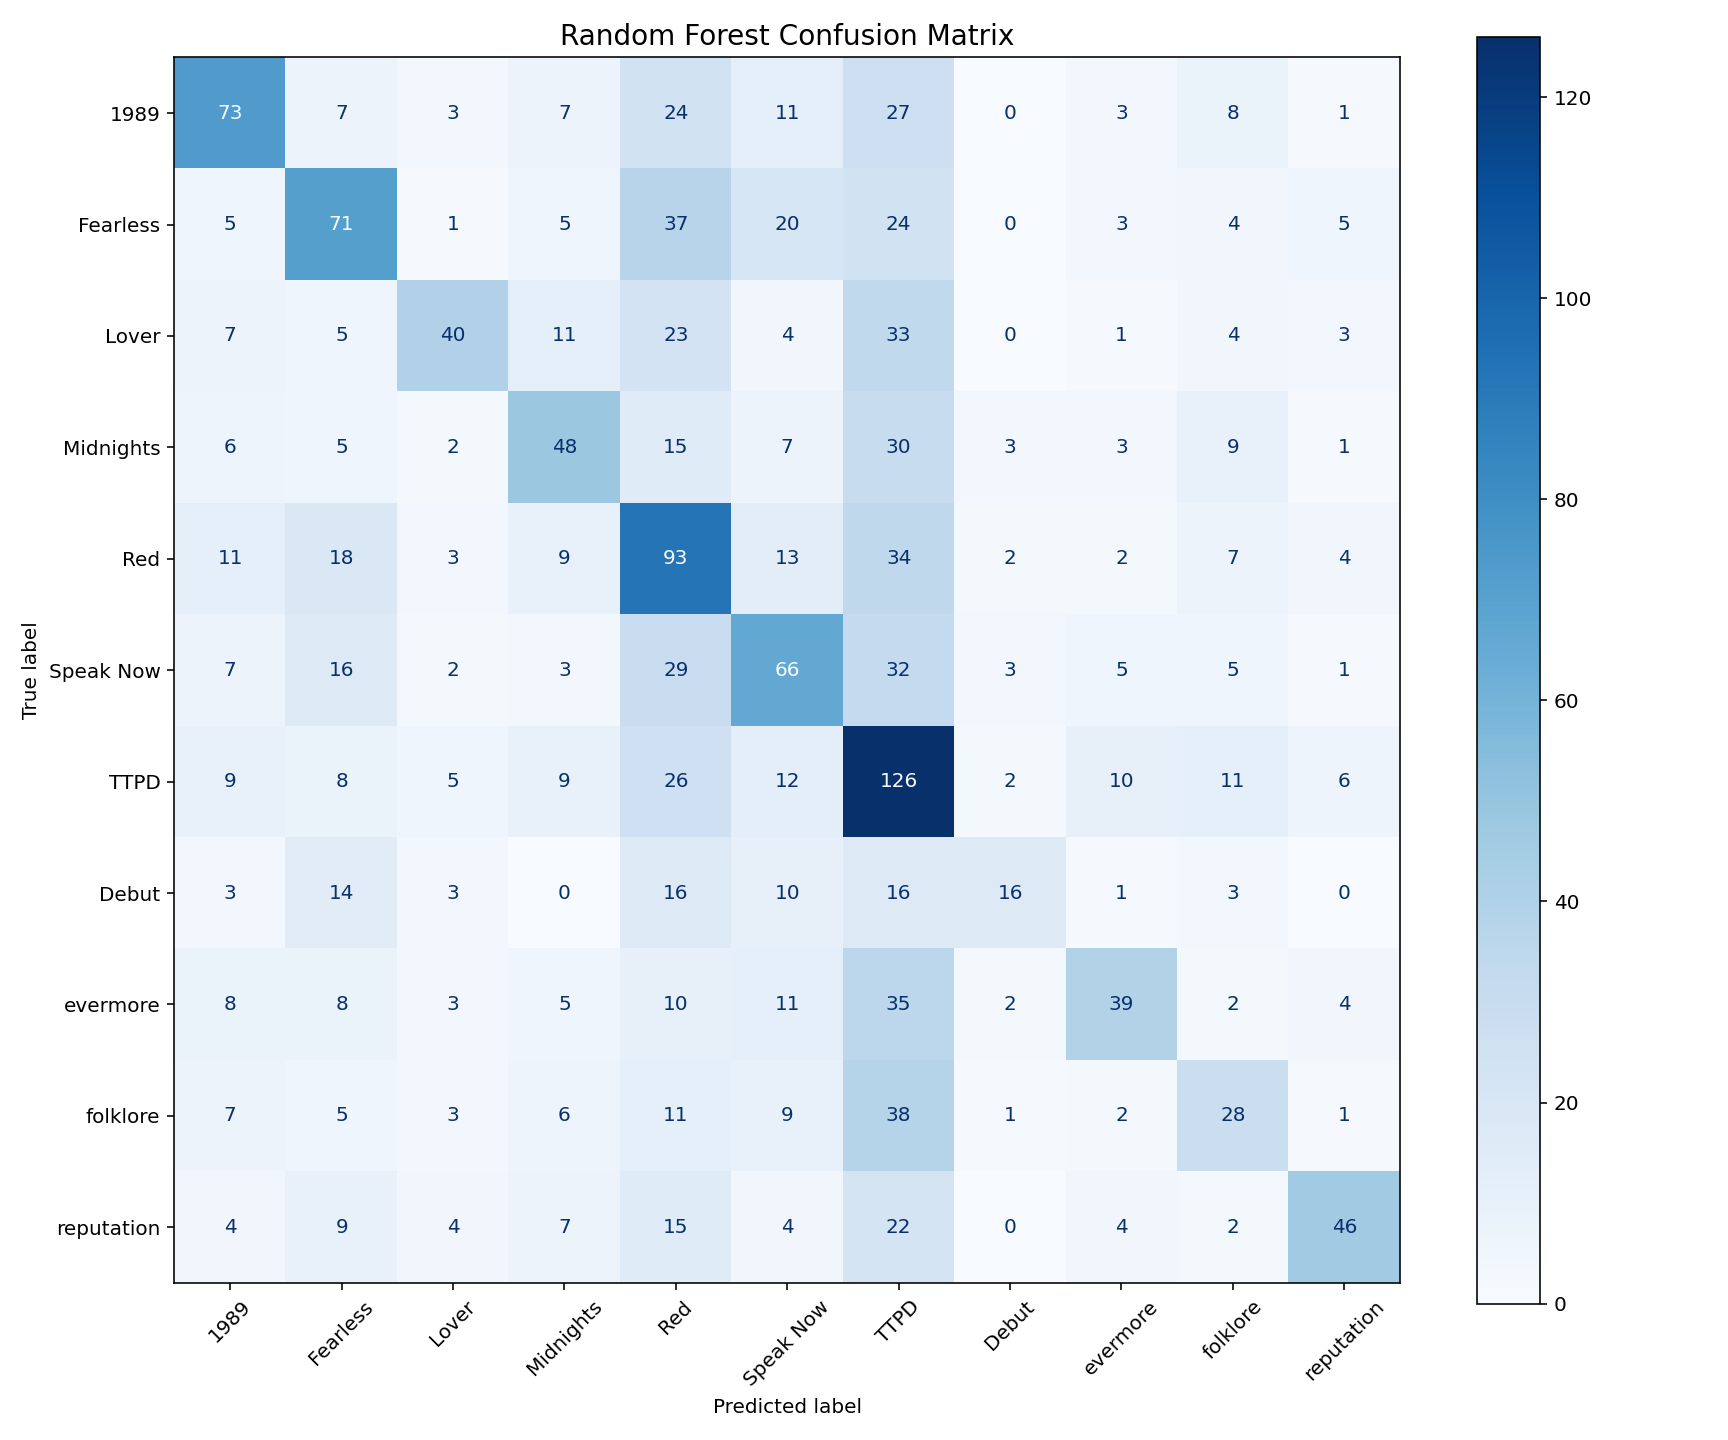 Random Forest Confusion Matrix
1989 73 7 3 7 24 11 27 0 3 8 1
Fearless 5 71 1 5 37 20 24 0 3 4 5
Lover 7 5 40 11 23 4 33 0 1 4 3
Midnights 6 5 2 48 15 7 30 3 3 9 1
Red 11 18 3 9 93 13 34 2 2 7 4
Speak Now 7 16 2 3 29 66 32 3 5 5 1
TTPD 9 8 5 9 26 12 126 2 10 11 6
Debut 3 14 3 0 16 10 16 16 1 3 0
evermore 8 8 3 5 10 11 35 2 39 2 4
folklore 7 5 3 6 11 9 38 1 2 28 1
reputation 4 9 4 7 15 4 22 0 4 2 46
1989 Fearless Lover Midnights Red Speak Now TTPD Debut evermore folklore reputation
Predicted label
True label
120
100
80
60
40
20
0